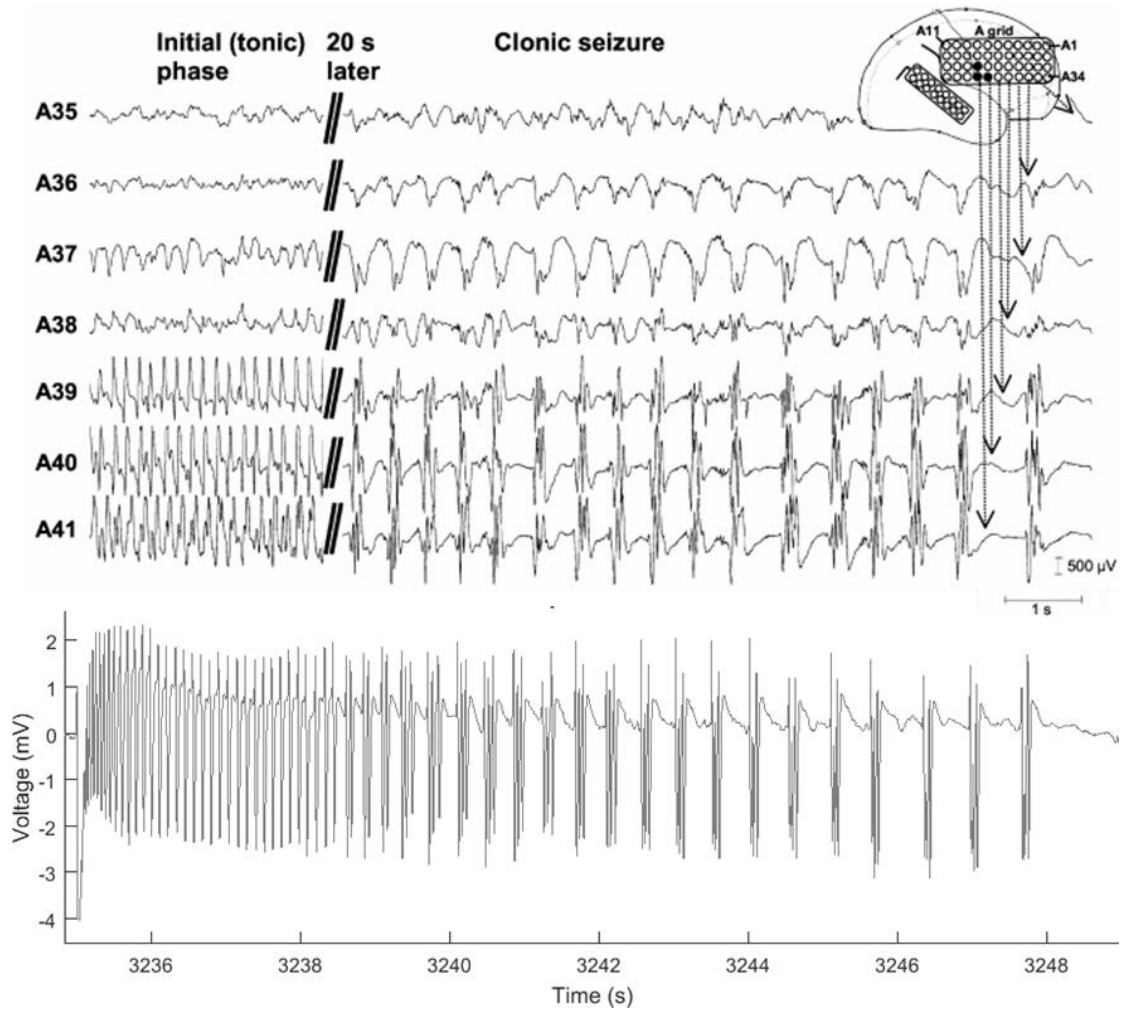 Initial (tonic)
phase
20 s
later
Clonic seizure
A11
A grid
A1
A34
A35
A36
A37
A38
A39
A40
A41
500 µV
1 s
Voltage (mV)
2
1
0
-1
-2
-3
-4
3236 3238 3240 3242 3244 3246 3248
Time (s)